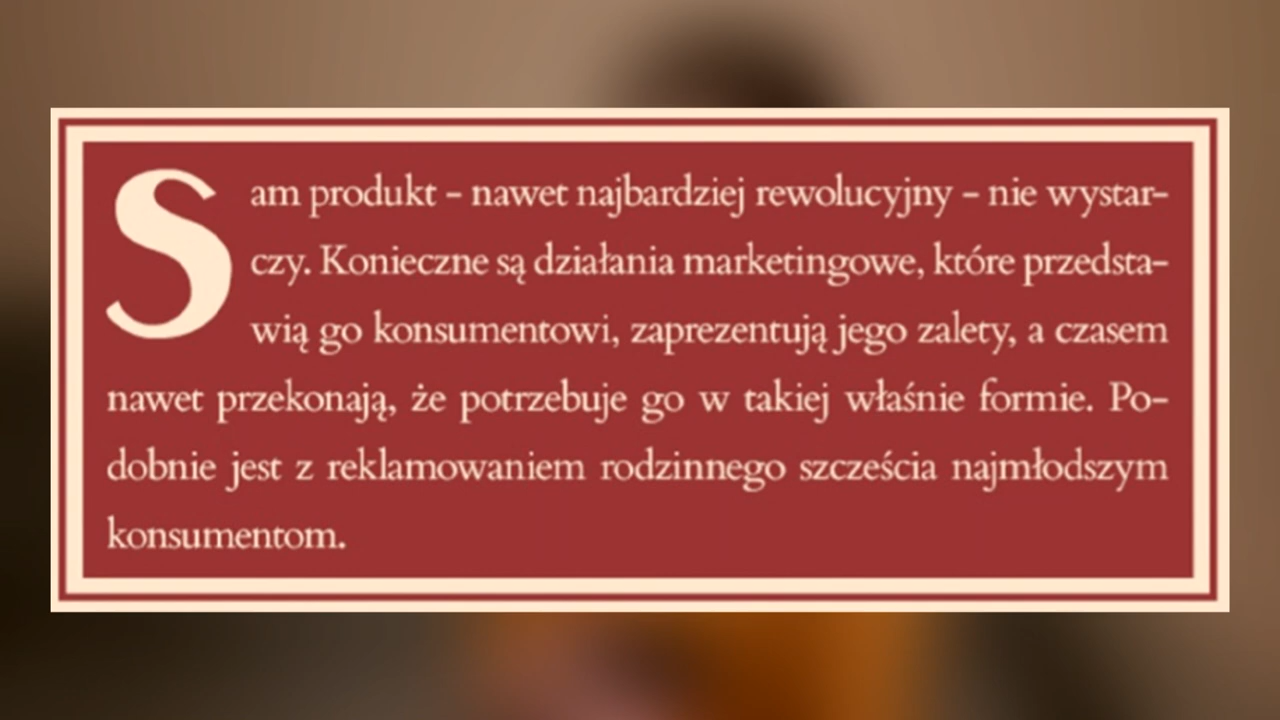 Sam produkt – nawet najbardziej rewolucyjny – nie wystar-
czy. Konieczne są działania marketingowe, które przedsta-
wią go konsumentowi, zaprezentują jego zalety, a czasem
nawet przekonają, że potrzebuje go w takiej właśnie formie. Po-
dobnie jest z reklamowaniem rodzinnego szcześcia najmłodszym
konsumentom.